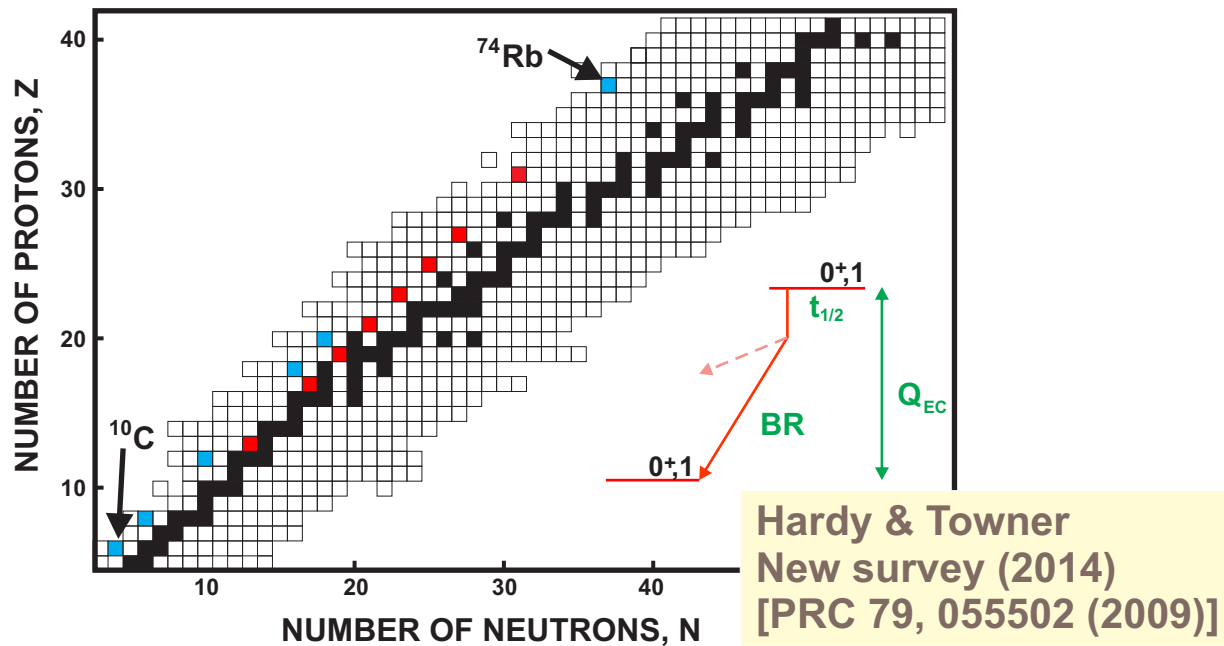 NUMBER OF PROTONS, Z
40
30
20
10
⁷⁴Rb
¹⁰C
0⁺,1
t₁/₂
BR
Q_EC
0⁺,1
10
20
30
40
NUMBER OF NEUTRONS, N
Hardy & Towner
New survey (2014)
[PRC 79, 055502 (2009)]